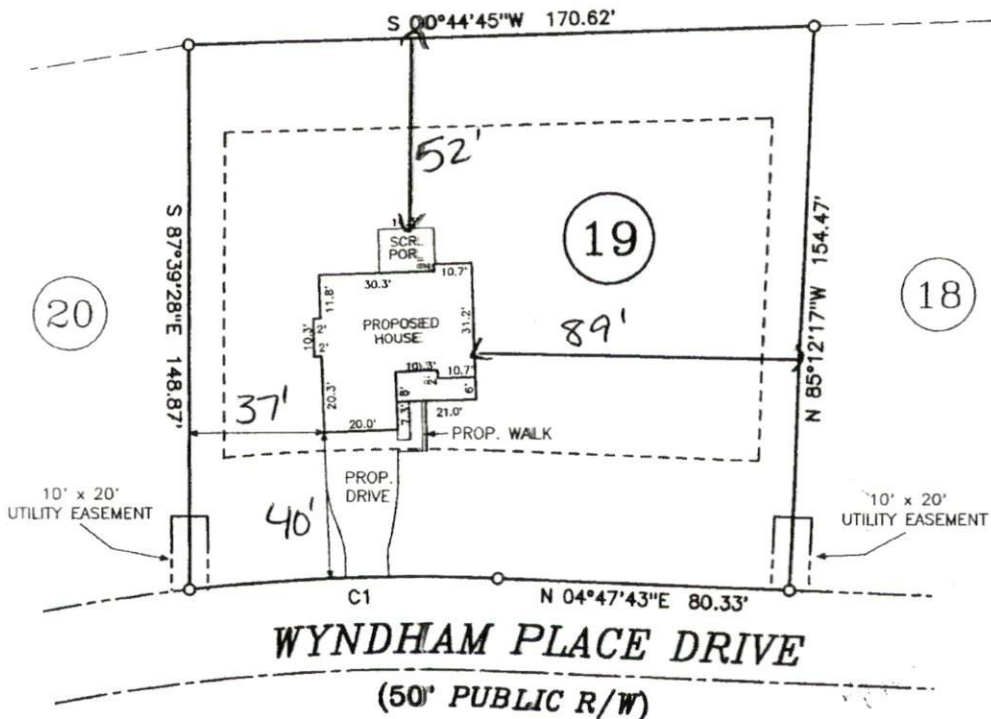 S 00°44'45"W 170.62'
52'
19
SCR.
POR.
30.3'
10.7'
11.8'
10.3'
2'
2'
PROPOSED
HOUSE
31.2'
S 87°39'28"E 148.87'
20
N 85°12'17"W 154.47'
18
89'
10.3'
2'
10.7'
6'
8'
7.3'
21.0'
20.3'
20.0'
37'
PROP. WALK
PROP.
DRIVE
40'
10' x 20'
UTILITY EASEMENT
10' x 20'
UTILITY EASEMENT
C1
N 04°47'43"E 80.33'
WYNDHAM PLACE DRIVE
(50' PUBLIC R/W)